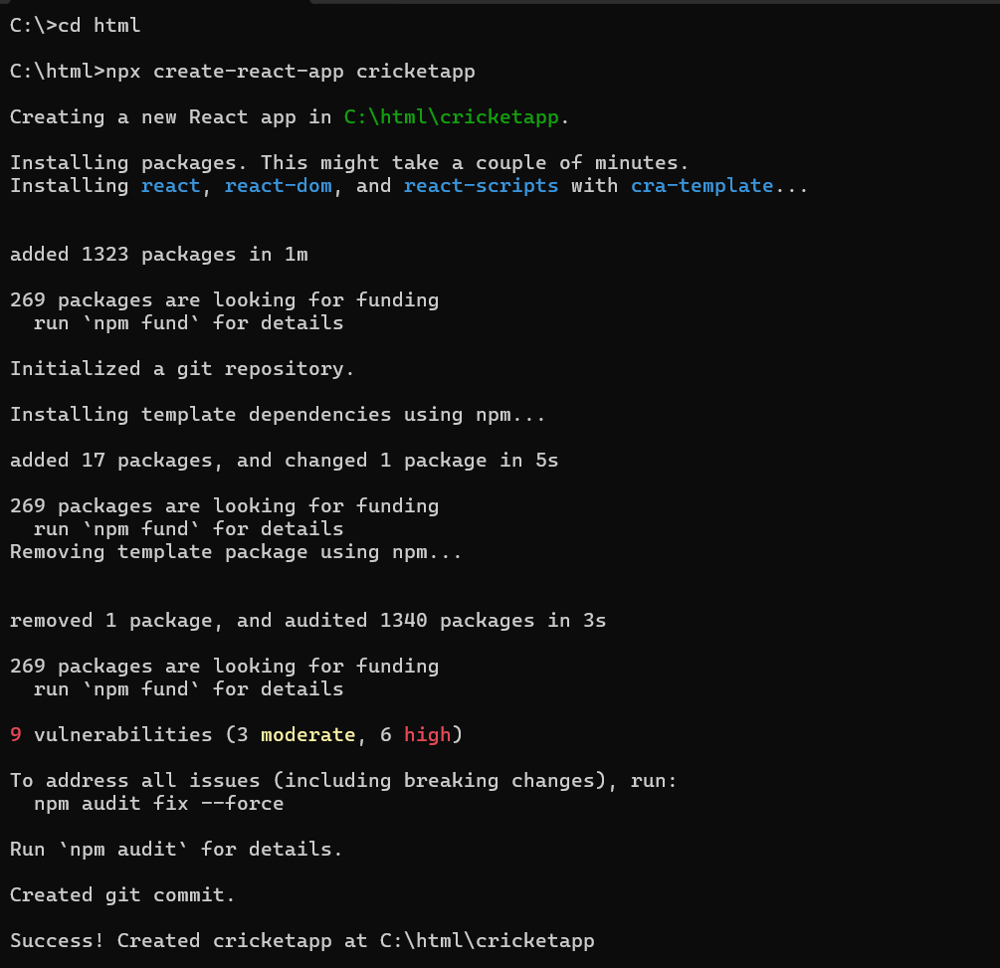 C:\>cd html
C:\html>npx create-react-app cricketapp
Creating a new React app in C:\html\cricketapp.
Installing packages. This might take a couple of minutes.
Installing react, react-dom, and react-scripts with cra-template...
added 1323 packages in 1m
269 packages are looking for funding
  run `npm fund` for details
Initialized a git repository.
Installing template dependencies using npm...
added 17 packages, and changed 1 package in 5s
269 packages are looking for funding
  run `npm fund` for details
Removing template package using npm...
removed 1 package, and audited 1340 packages in 3s
269 packages are looking for funding
  run `npm fund` for details
9 vulnerabilities (3 moderate, 6 high)
To address all issues (including breaking changes), run:
  npm audit fix --force
Run `npm audit` for details.
Created git commit.
Success! Created cricketapp at C:\html\cricketapp